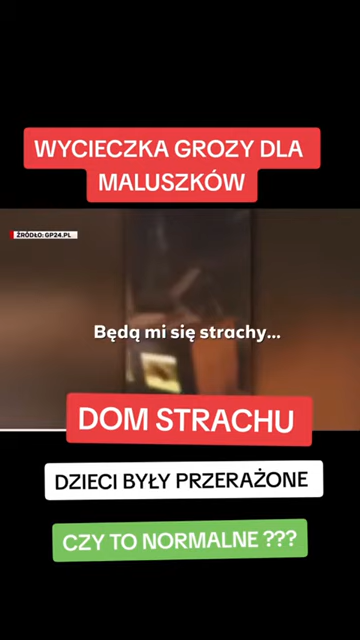 WYCIECZKA GROZY DLA
MALUSZKÓW
ŹRÓDŁO: GP24.PL
Będą mi się strachy...
DOM STRACHU
DZIECI BYŁY PRZERAŻONE
CZY TO NORMALNE ???